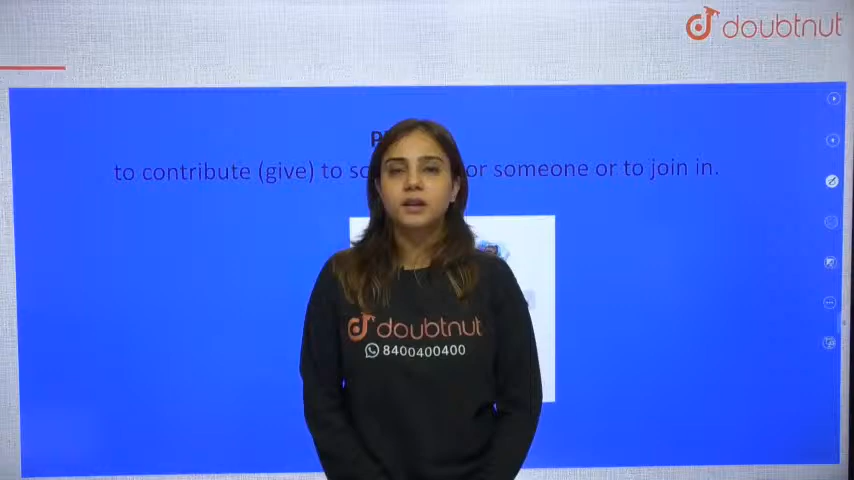 doubtnut
to contribute (give) to or someone or to join in.
doubtnut
8400400400